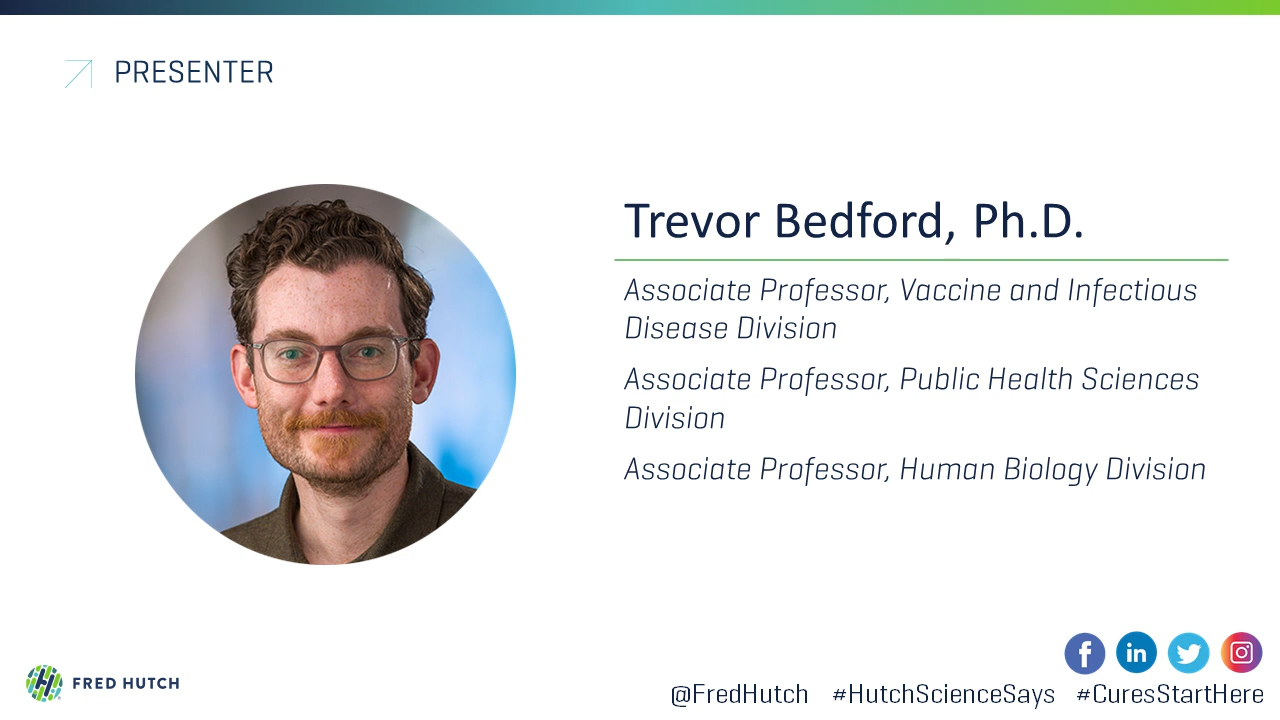 PRESENTER
Trevor Bedford, Ph.D.
Associate Professor, Vaccine and Infectious
Disease Division
Associate Professor, Public Health Sciences
Division
Associate Professor, Human Biology Division
FRED HUTCH
@FredHutch #HutchScienceSays #CuresStartHere